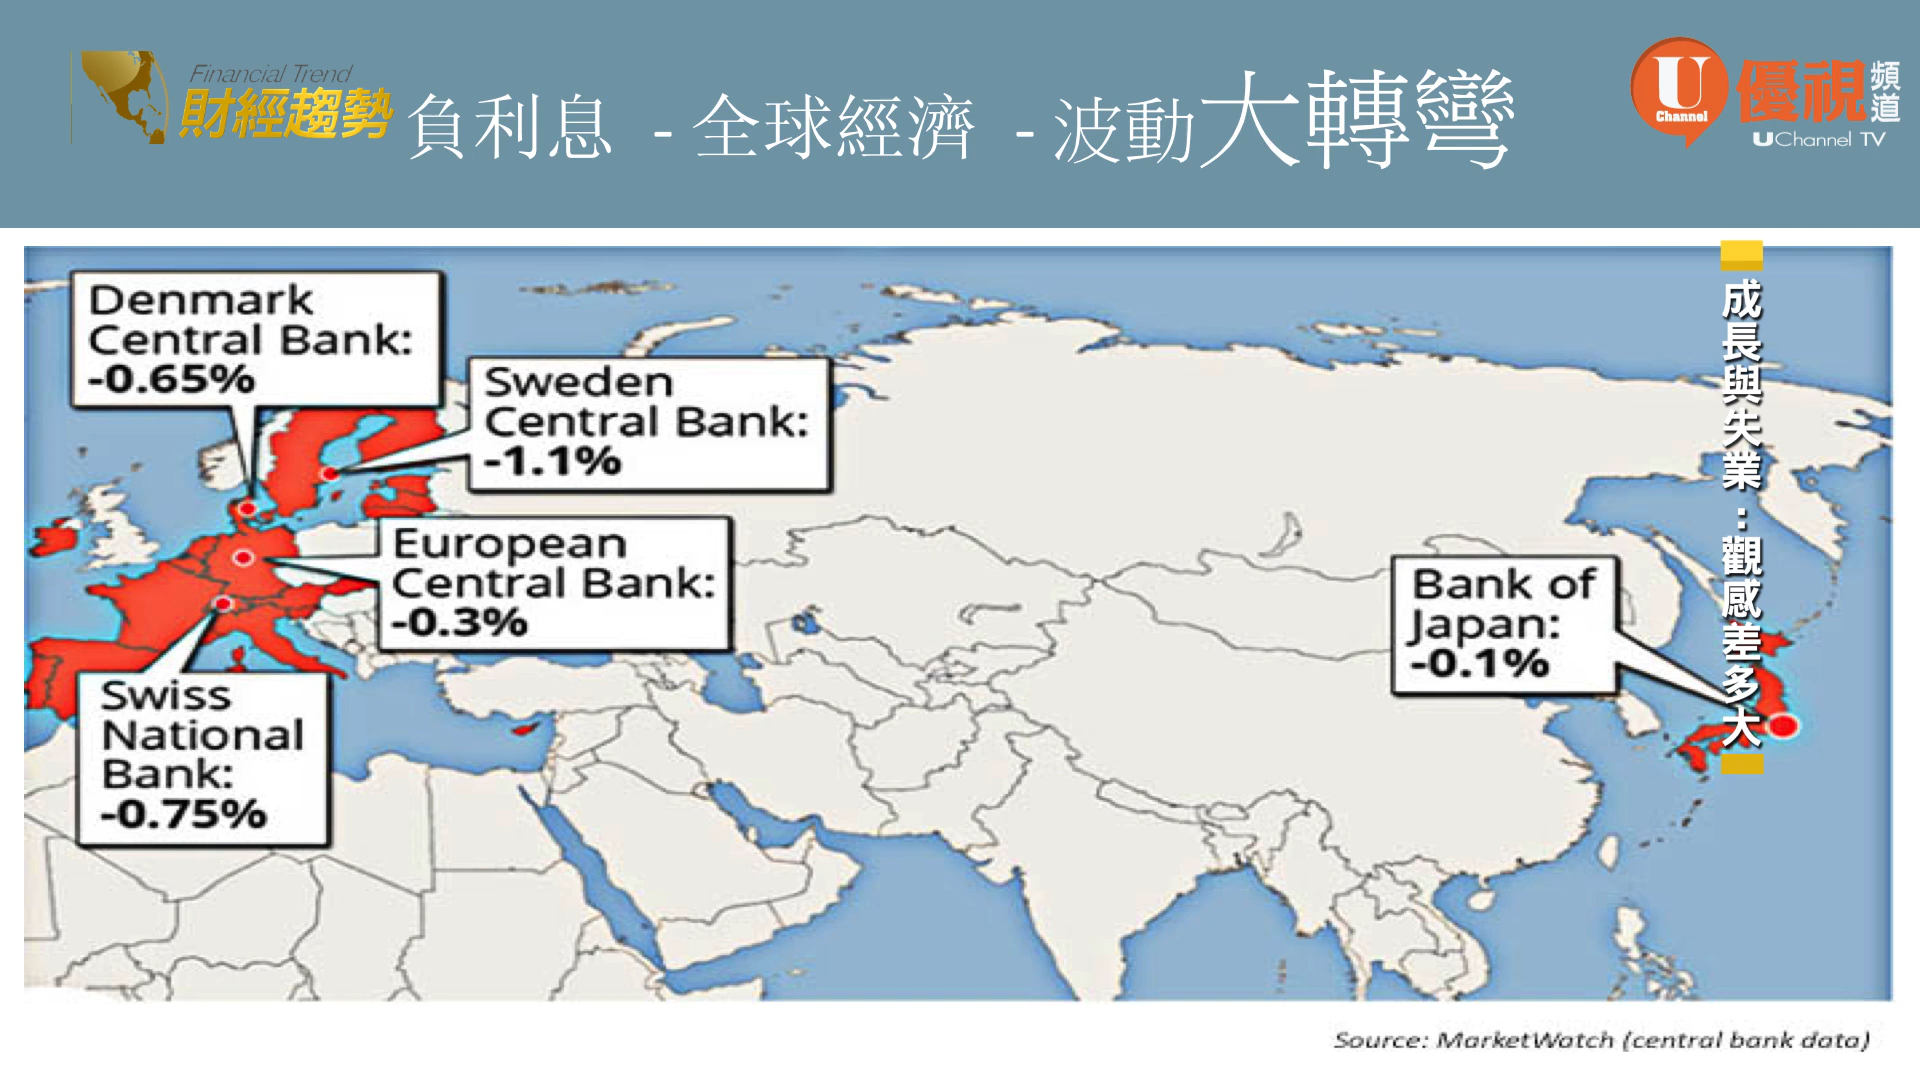 Financial Trend
財經趨勢
負利息 - 全球經濟 - 波動大轉彎
U
Channel
優視頻道
UChannel TV
Denmark
Central Bank:
-0.65%
Sweden
Central Bank:
-1.1%
European
Central Bank:
-0.3%
Swiss
National
Bank:
-0.75%
Bank of
Japan:
-0.1%
成長與失業：觀感差多大
Source: MarketWatch (central bank data)